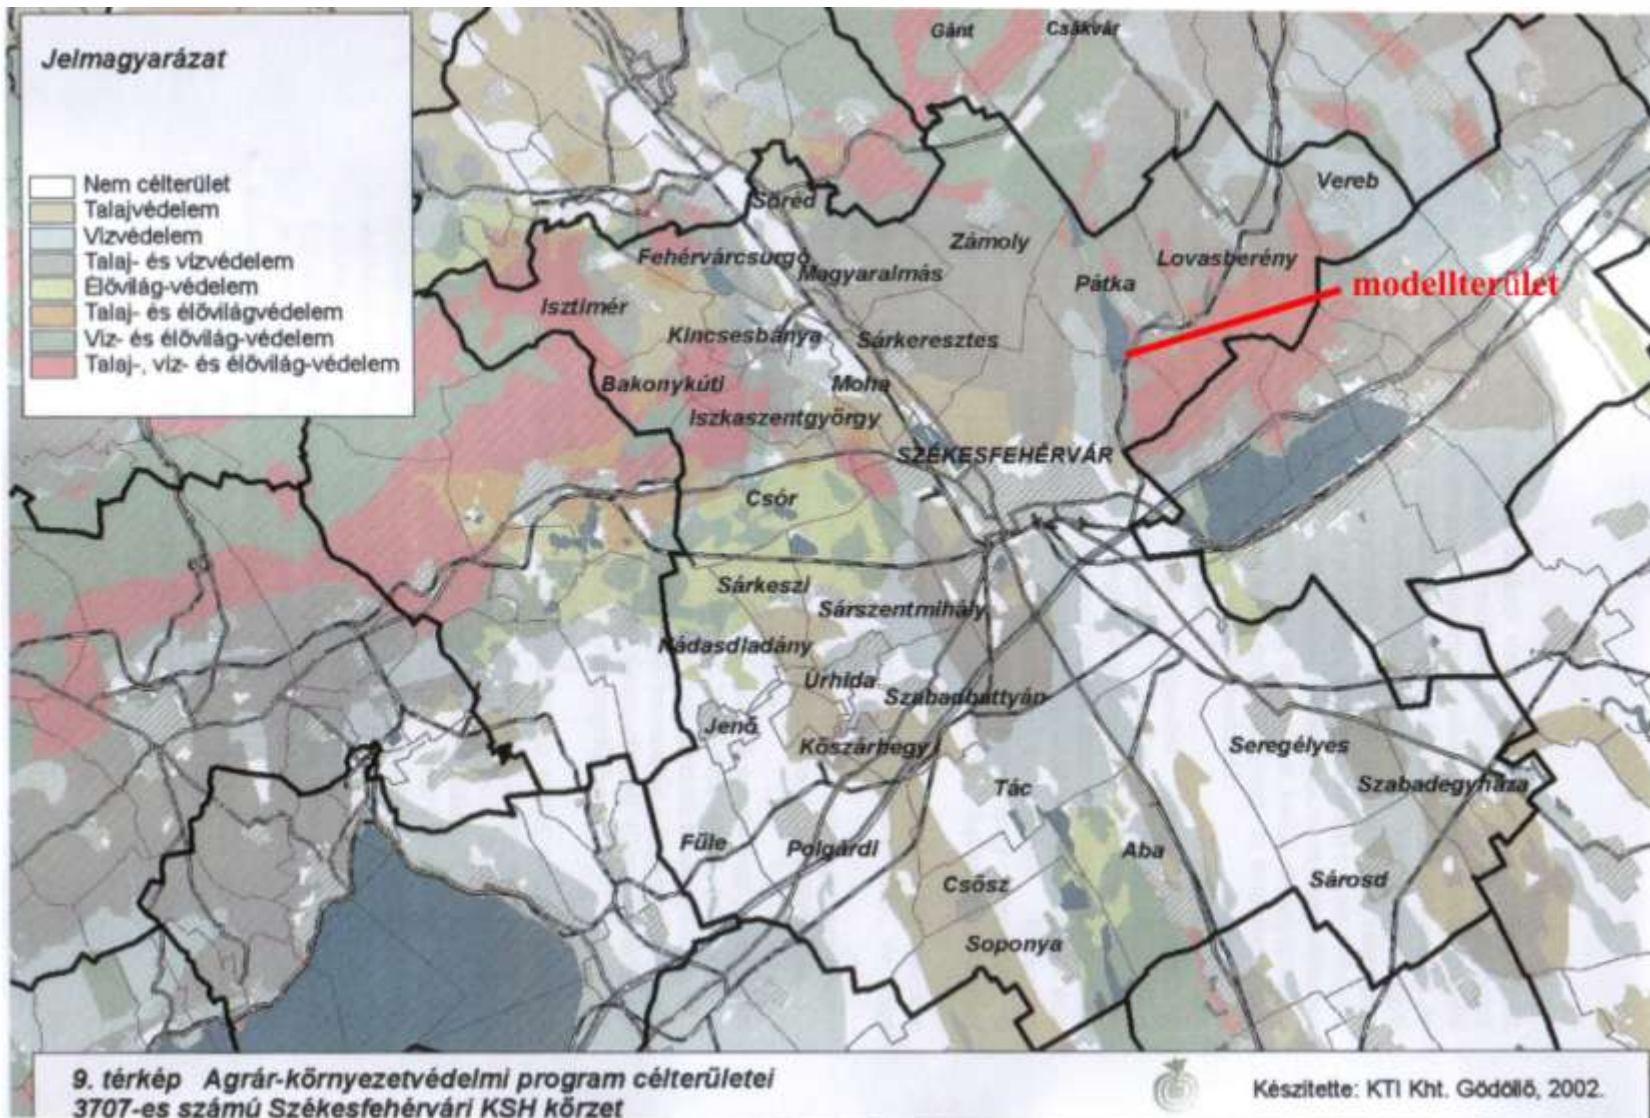 Jelmagyarázat
Nem célterület
Talajvédelem
Vízvédelem
Talaj- és vízvédelem
Élővilág-védelem
Talaj- és élővilágvédelem
Víz- és élővilág-védelem
Talaj-, víz- és élővilág-védelem
Gánt
Csákvár
Vereb
Söréd
Zámoly
Fehérvárcsurgó
Magyaralmás
Lovasberény
Pátka
modellterület
Isztimér
Kincsesbánya
Sárkeresztes
Bakonykúti
Moha
Iszkaszentgyörgy
SZÉKESFEHÉRVÁR
Csór
Sárkeszi
Sárszentmihály
Nádasdladány
Úrhida
Szabadbattyán
Jenő
Kőszárhegy
Seregélyes
Szabadegyháza
Tác
Füle
Polgárdi
Aba
Csősz
Sárosd
Soponya
9. térkép Agrár-környezetvédelmi program célterületei
3707-es számú Székesfehérvári KSH körzet
Készítette: KTI Kht. Gödöllő, 2002.